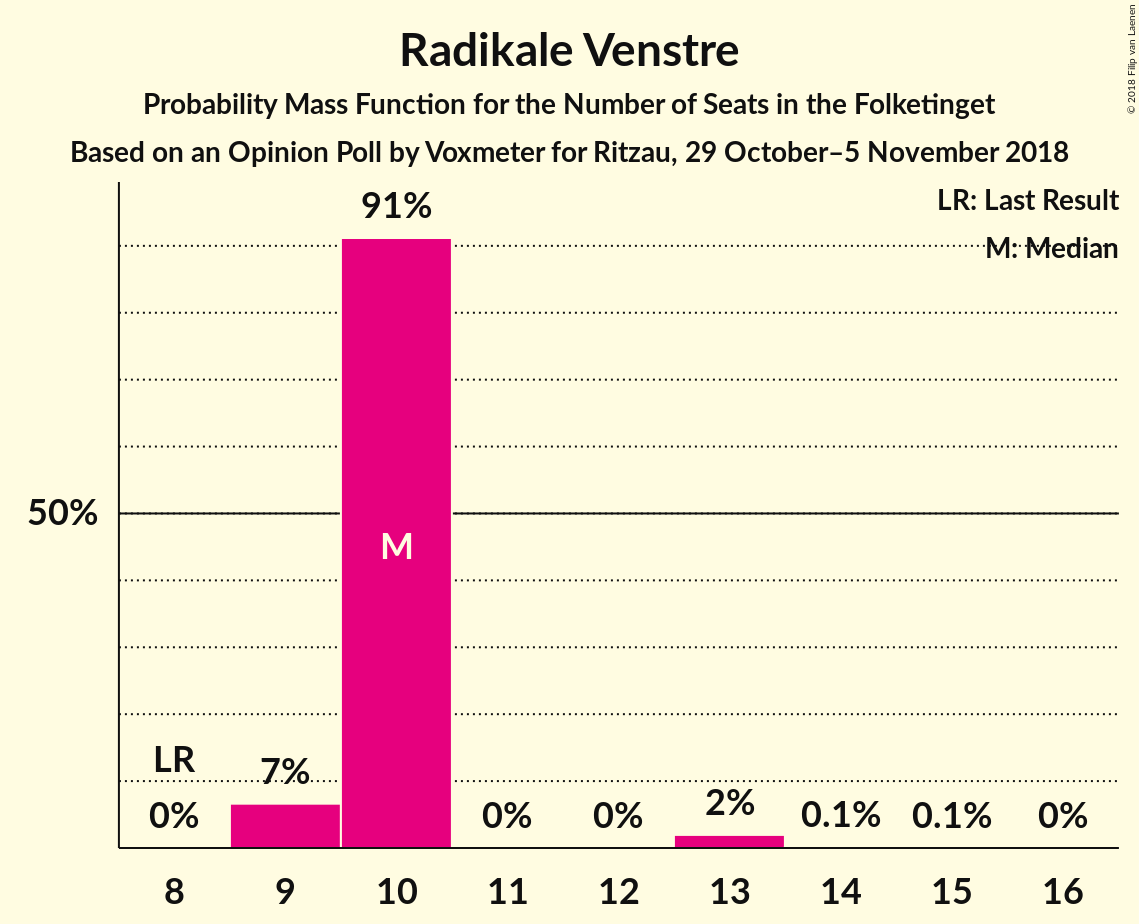 Radikale Venstre
Probability Mass Function for the Number of Seats in the Folketinget
Based on an Opinion Poll by Voxmeter for Ritzau, 29 October–5 November 2018
© 2018 Filip van Laenen
LR: Last Result
M: Median
91%
50%
M
LR
7%
0%
0%
0%
2%
0.1%
0.1%
0%
8 9 10 11 12 13 14 15 16